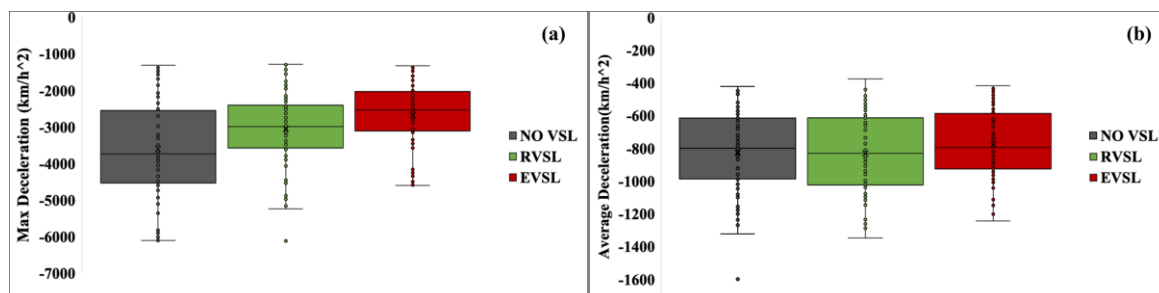 0
-1000
-2000
-3000
-4000
-5000
-6000
-7000
Max Deceleration (km/h^2)
(a)
NO VSL
RVSL
EVSL
0
-200
-400
-600
-800
-1000
-1200
-1400
-1600
Average Deceleration(km/h^2)
(b)
NO VSL
RVSL
EVSL